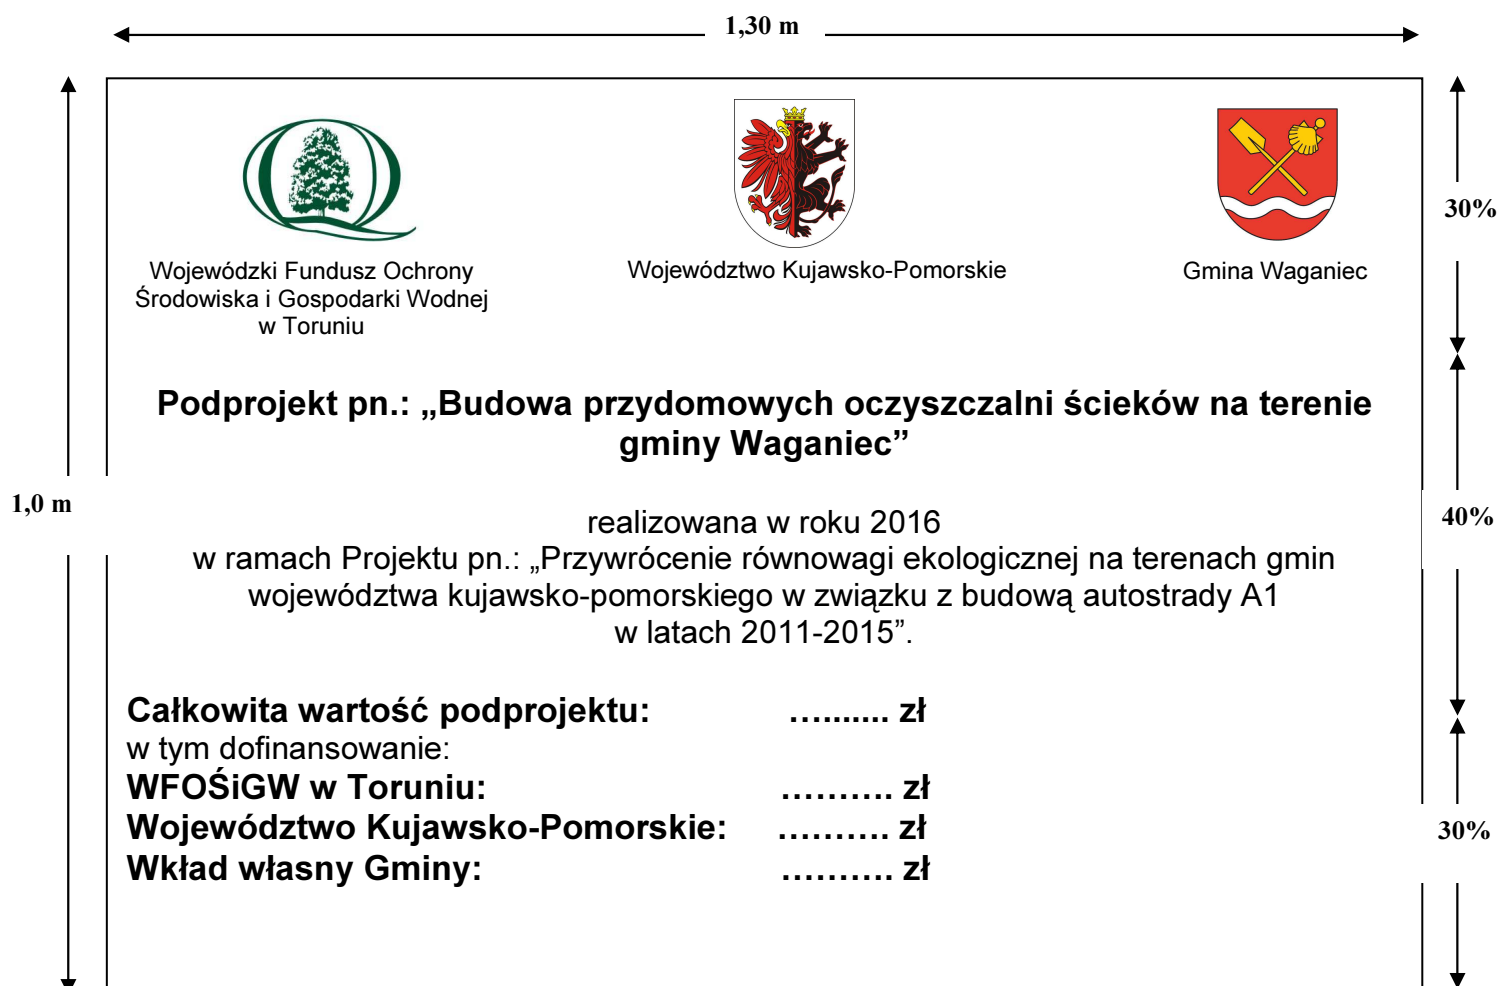 1,30 m
Wojewódzki Fundusz Ochrony
Środowiska i Gospodarki Wodnej
w Toruniu
Województwo Kujawsko-Pomorskie
Gmina Waganiec
30%
Podprojekt pn.: „Budowa przydomowych oczyszczalni ścieków na terenie
gminy Waganiec”
1,0 m
realizowana w roku 2016
40%
w ramach Projektu pn.: „Przywrócenie równowagi ekologicznej na terenach gmin
województwa kujawsko-pomorskiego w związku z budową autostrady A1
w latach 2011-2015”.
Całkowita wartość podprojektu: …....... zł
w tym dofinansowanie:
WFOŚiGW w Toruniu: ………. zł
Województwo Kujawsko-Pomorskie: ………. zł
30%
Wkład własny Gminy: ………. zł